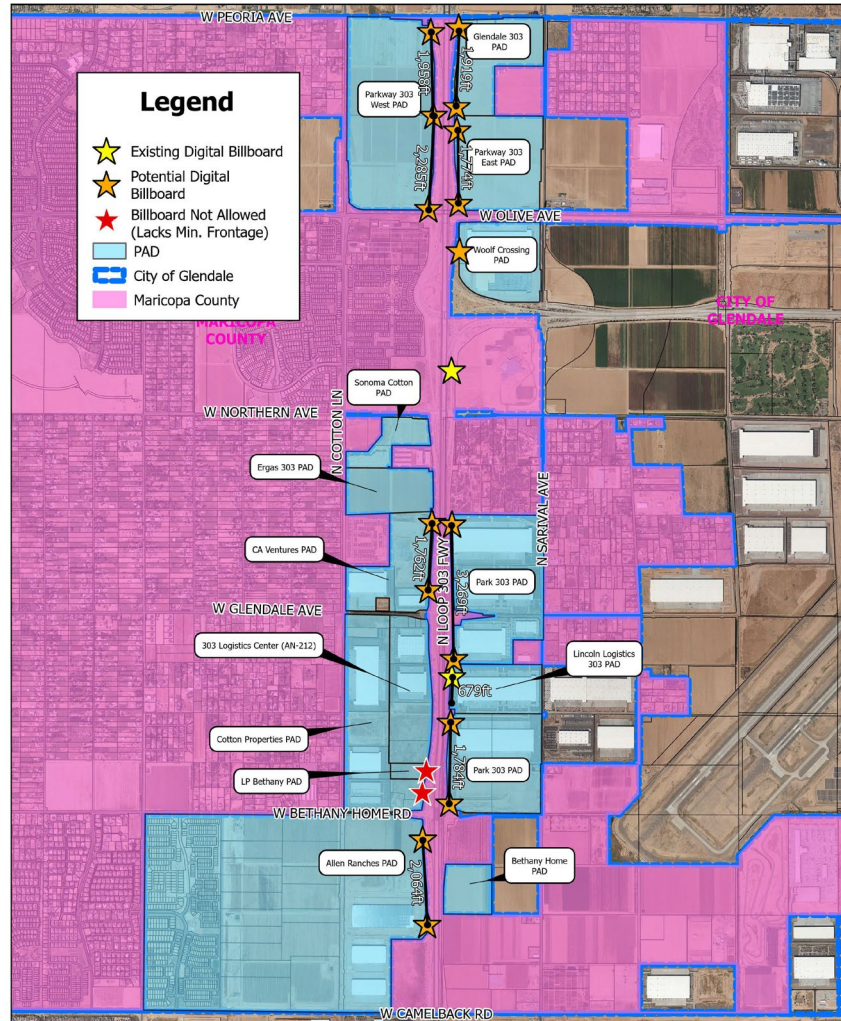 W PEORIA AVE
Glendale 303
PAD
1,958ft
1,919ft
Parkway 303
West PAD
Legend
Existing Digital Billboard
Potential Digital
Billboard
Billboard Not Allowed
(Lacks Min. Frontage)
PAD
City of Glendale
Maricopa County
Parkway 303
East PAD
2,285ft
1,774ft
W OLIVE AVE
Woolf Crossing
PAD
MARICOPA
COUNTY
CITY OF
GLENDALE
Sonoma Cotton
PAD
W NORTHERN AVE
N COTTON LN
Ergas 303 PAD
N SARIVAL AVE
CA Ventures PAD
1,762ft
N LOOP 303 FWY
3,269ft
Park 303 PAD
W GLENDALE AVE
303 Logistics Center (AN-212)
Lincoln Logistics
303 PAD
679ft
Cotton Properties PAD
LP Bethany PAD
1,784ft
Park 303 PAD
W BETHANY HOME RD
Allen Ranches PAD
2,064ft
Bethany Home
PAD
W CAMELBACK RD